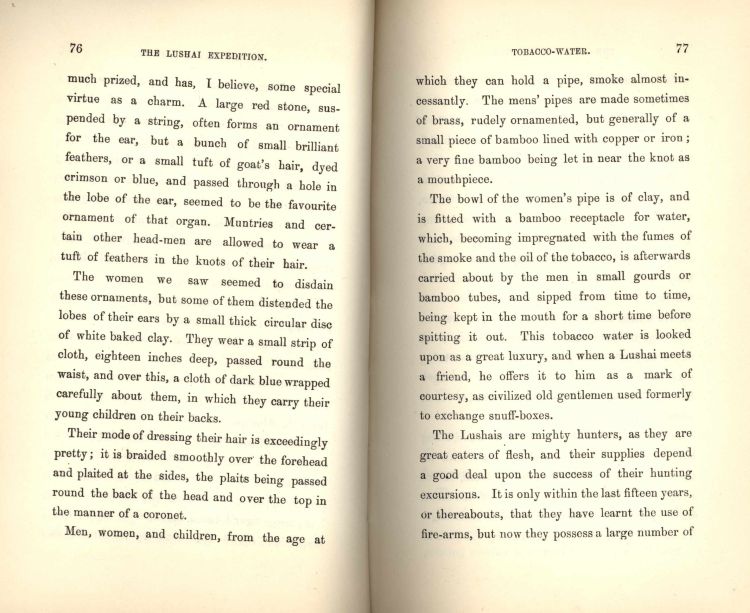 76
THE LUSHAI EXPEDITION.
much prized, and has, I believe, some special
virtue as a charm. A large red stone, sus-
pended by a string, often forms an ornament
for the ear, but a bunch of small brilliant
feathers, or a small tuft of goat's hair, dyed
crimson or blue, and passed through a hole in
the lobe of the ear, seemed to be the favourite
ornament of that organ. Muntries and cer-
tain other head-men are allowed to wear a
tuft of feathers in the knots of their hair.
The women we saw seemed to disdain
these ornaments, but some of them distended the
lobes of their ears by a small thick circular disc
of white baked clay. They wear a small strip of
cloth, eighteen inches deep, passed round the
waist, and over this, a cloth of dark blue wrapped
carefully about them, in which they carry their
young children on their backs.
Their mode of dressing their hair is exceedingly
pretty; it is braided smoothly over the forehead
and plaited at the sides, the plaits being passed
round the back of the head and over the top in
the manner of a coronet.
Men, women, and children, from the age at
TOBACCO-WATER.
77
which they can hold a pipe, smoke almost in-
cessantly. The mens' pipes are made sometimes
of brass, rudely ornamented, but generally of a
small piece of bamboo lined with copper or iron;
a very fine bamboo being let in near the knot as
a mouthpiece.
The bowl of the women's pipe is of clay, and
is fitted with a bamboo receptacle for water,
which, becoming impregnated with the fumes of
the smoke and the oil of the tobacco, is afterwards
carried about by the men in small gourds or
bamboo tubes, and sipped from time to time,
being kept in the mouth for a short time before
spitting it out. This tobacco water is looked
upon as a great luxury, and when a Lushai meets
a friend, he offers it to him as a mark of
courtesy, as civilized old gentlemen used formerly
to exchange snuff-boxes.
The Lushais are mighty hunters, as they are
great eaters of flesh, and their supplies depend
a good deal upon the success of their hunting
excursions. It is only within the last fifteen years,
or thereabouts, that they have learnt the use of
fire-arms, but now they possess a large number of